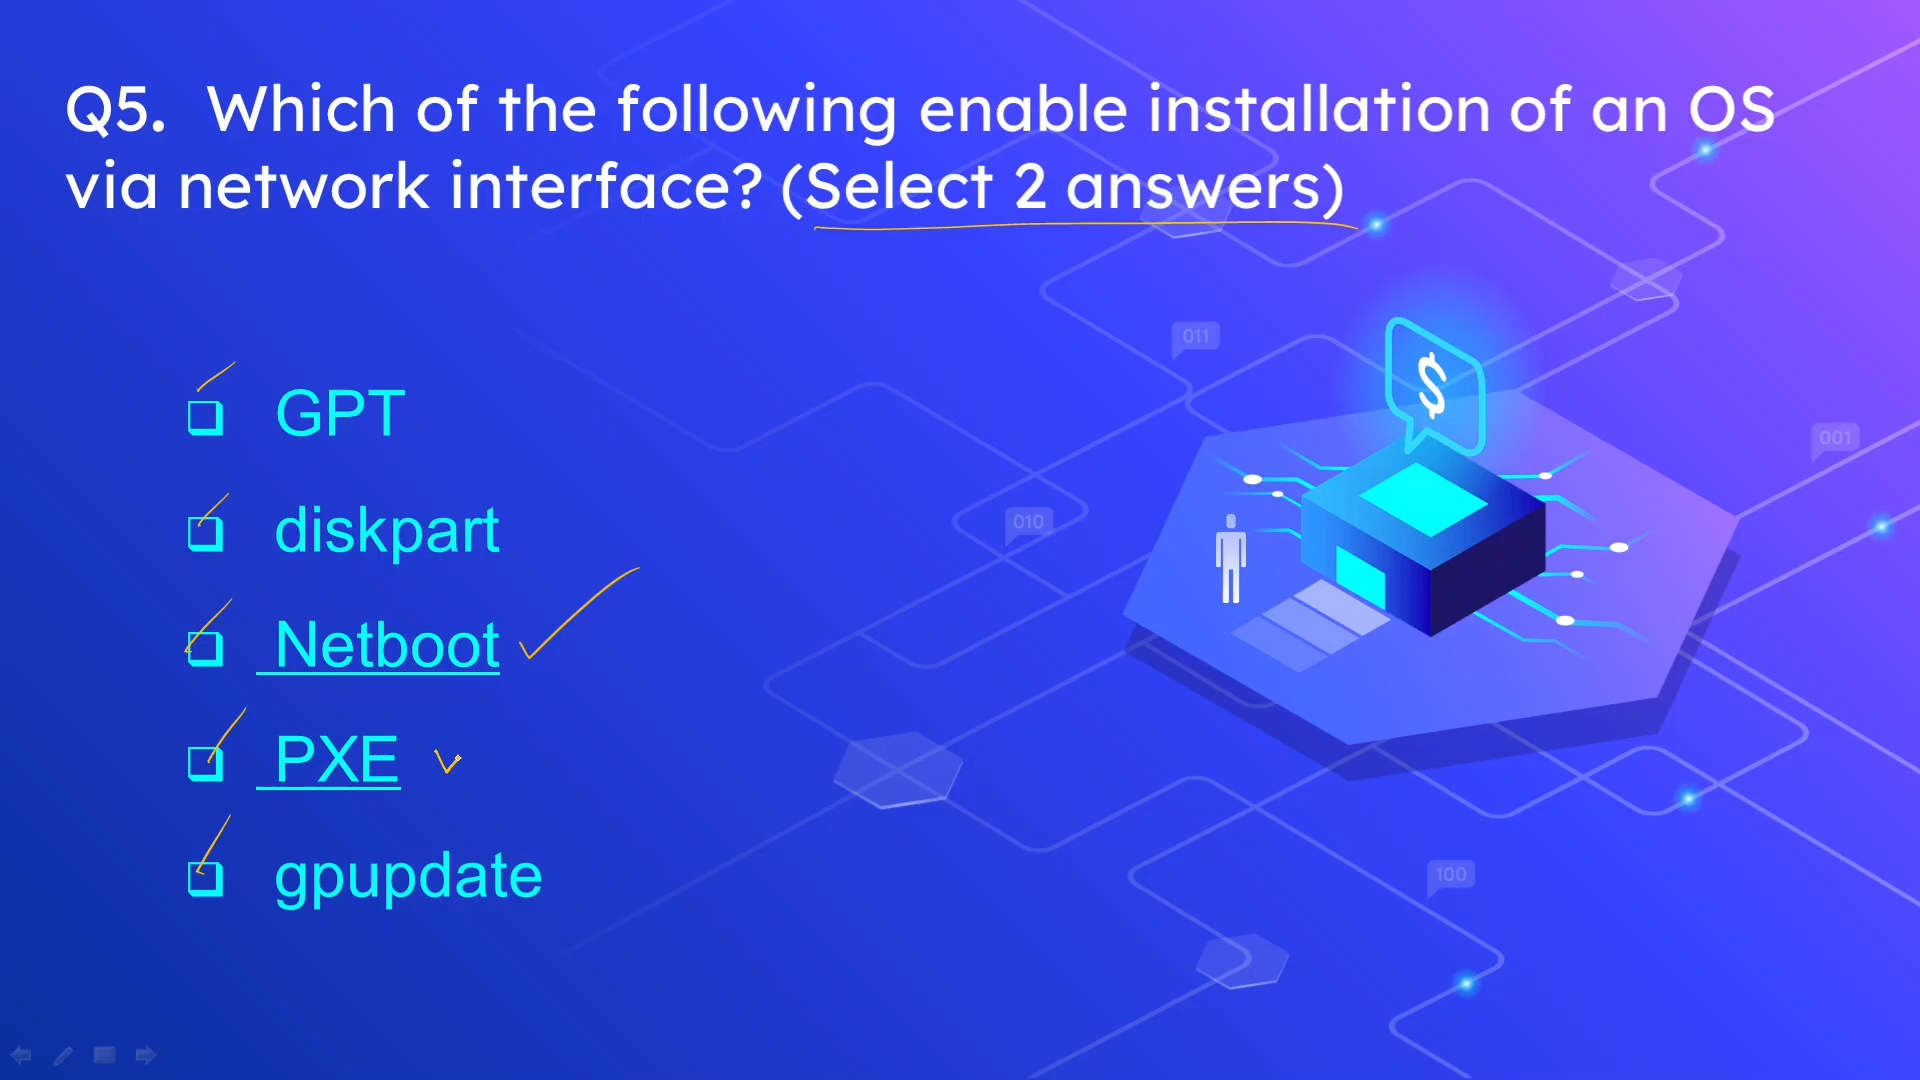 Q5. Which of the following enable installation of an OS
via network interface? (Select 2 answers)
011
$
GPT
001
010
diskpart
Netboot
PXE
100
gpupdate